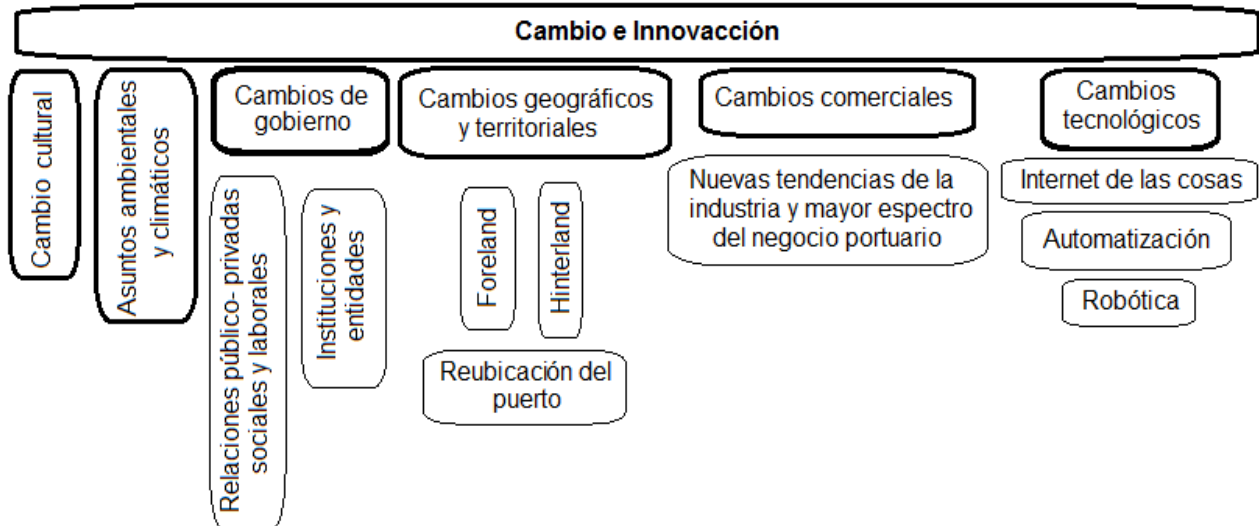 Cambio e Innovacción
Cambio cultural
Asuntos ambientales
y climáticos
Cambios de
gobierno
Relaciones público- privadas
sociales y laborales
Instituciones y
entidades
Cambios geográficos
y territoriales
Foreland
Hinterland
Reubicación del
puerto
Cambios comerciales
Nuevas tendencias de la
industria y mayor espectro
del negocio portuario
Cambios
tecnológicos
Internet de las cosas
Automatización
Robótica